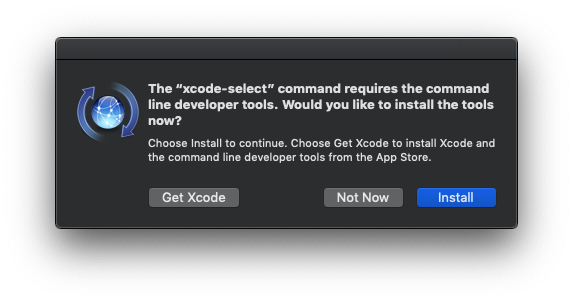 The “xcode-select” command requires the command
line developer tools. Would you like to install the tools
now?
Choose Install to continue. Choose Get Xcode to install Xcode and
the command line developer tools from the App Store.
Get Xcode
Not Now
Install